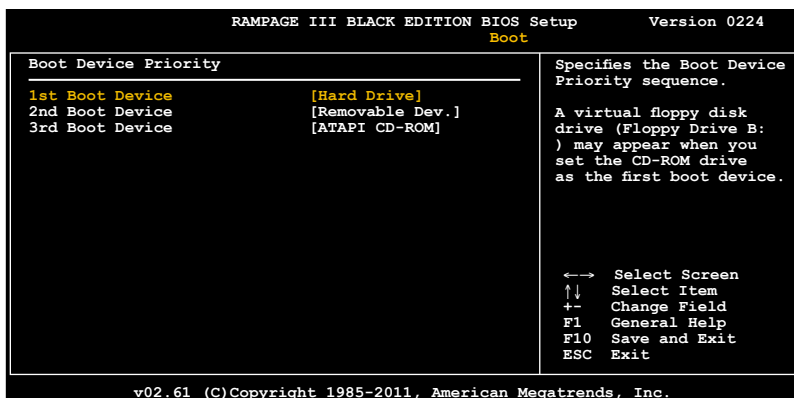 RAMPAGE III BLACK EDITION BIOS Setup Version 0224
Boot
Boot Device Priority
1st Boot Device [Hard Drive]
2nd Boot Device [Removable Dev.]
3rd Boot Device [ATAPI CD-ROM]
Specifies the Boot Device
Priority sequence.
A virtual floppy disk
drive (Floppy Drive B:
) may appear when you
set the CD-ROM drive
as the first boot device.
←→ Select Screen
↑↓ Select Item
+- Change Field
F1 General Help
F10 Save and Exit
ESC Exit
v02.61 (C)Copyright 1985-2011, American Megatrends, Inc.